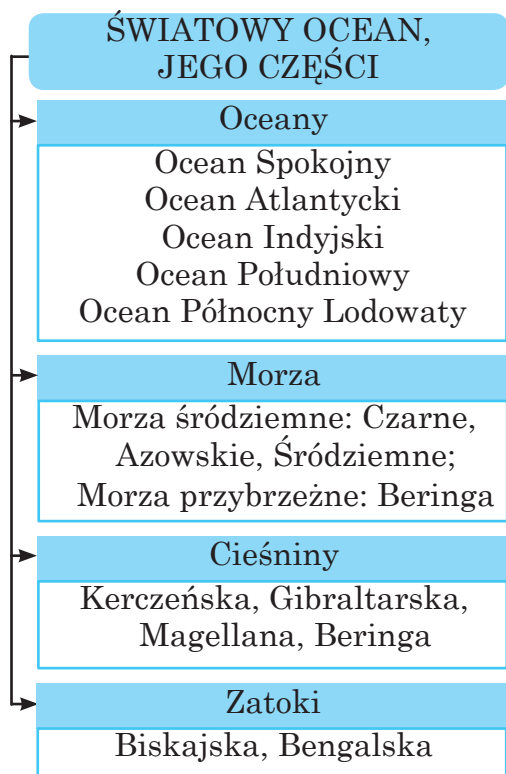 ŚWIATOWY OCEAN,
JEGO CZĘŚCI
Oceany
Ocean Spokojny
Ocean Atlantycki
Ocean Indyjski
Ocean Południowy
Ocean Północny Lodowaty
Morza
Morza śródziemne: Czarne,
Azowskie, Śródziemne;
Morza przybrzeżne: Beringa
Cieśniny
Kerczeńska, Gibraltarska,
Magellana, Beringa
Zatoki
Biskajska, Bengalska